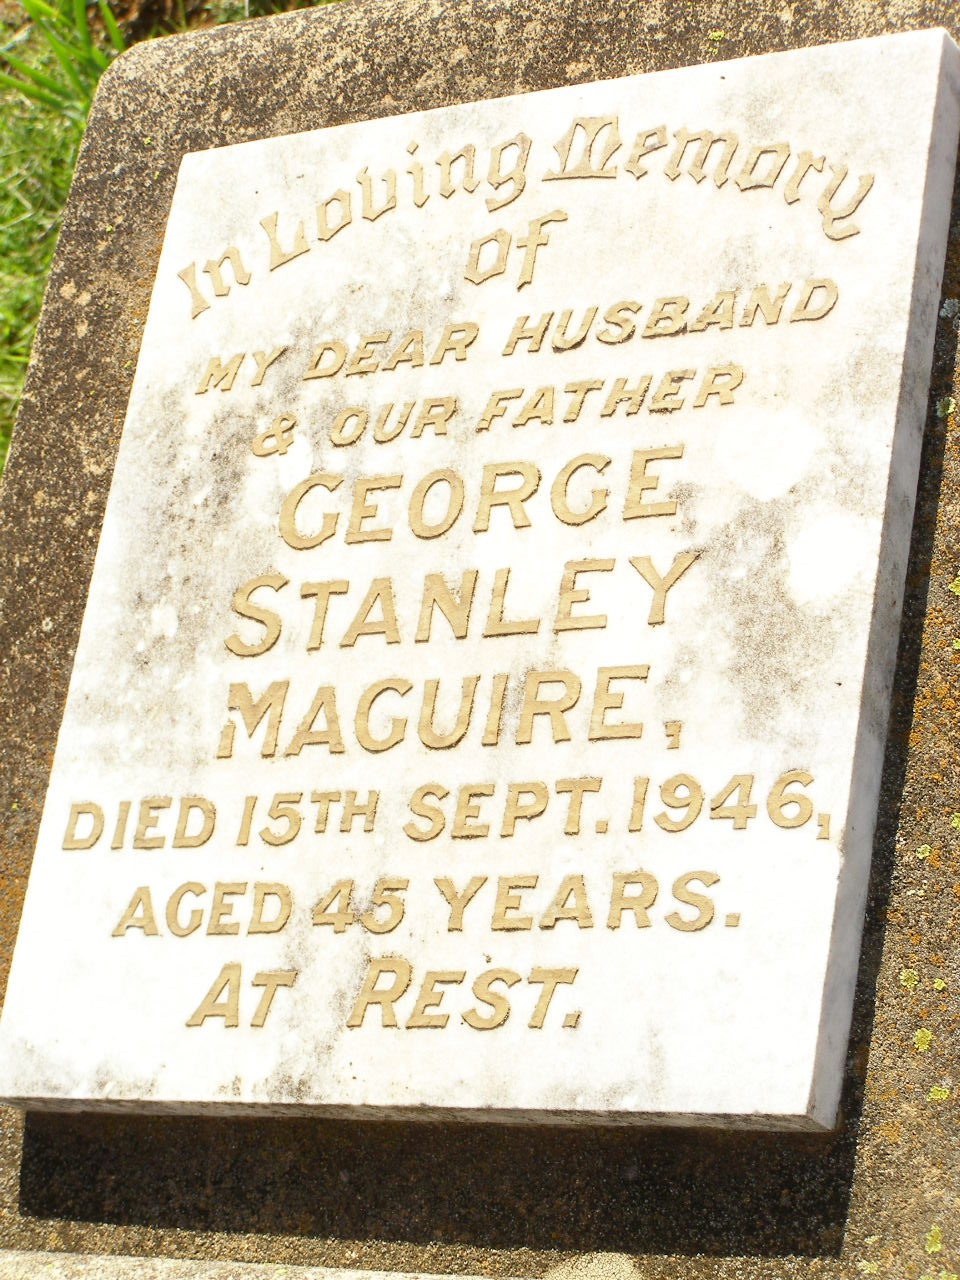 In Loving Memory
of
MY DEAR HUSBAND
& OUR FATHER
GEORGE
STANLEY
MAGUIRE,
DIED 15TH SEPT. 1946,
AGED 45 YEARS.
AT REST.